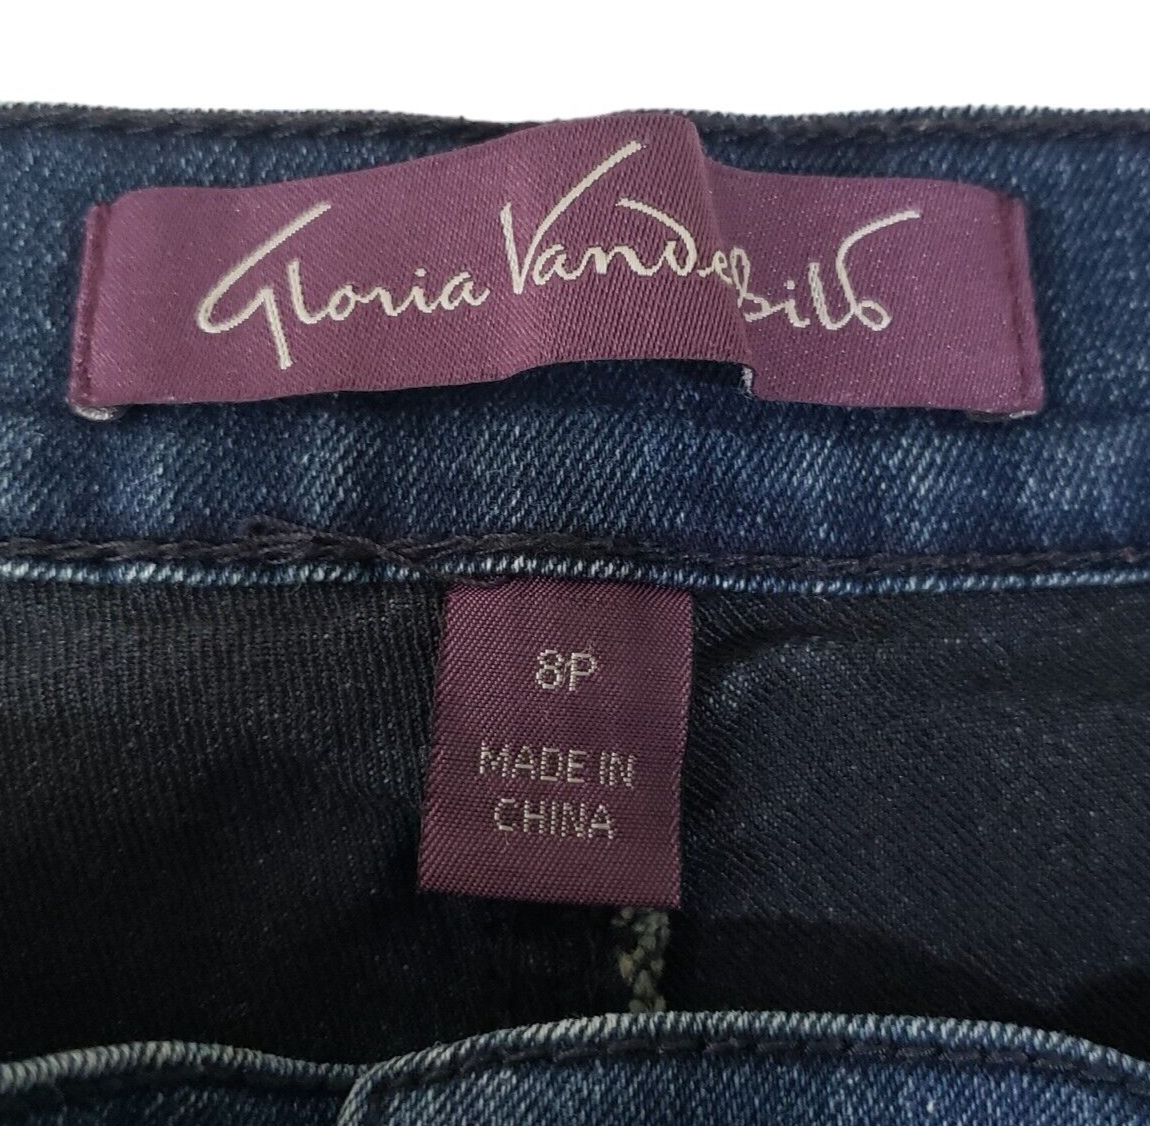 Gloria Vanderbilt
8P
MADE IN
CHINA